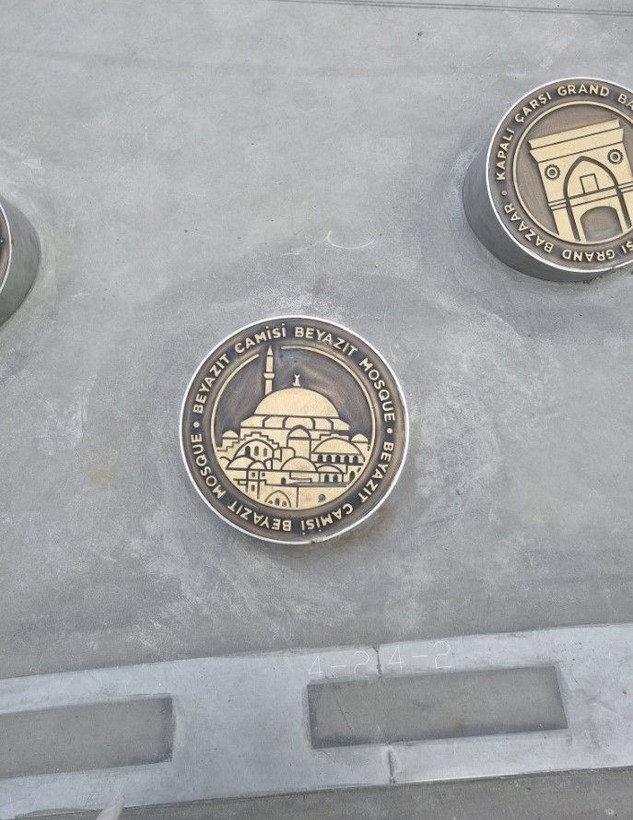 KAPALI ÇARŞI GRAND BA
ŞI GRAND BAZAAR
BEYAZIT CAMİSİ BEYAZIT MOSQUE • BEYAZIT CAMİSİ BEYAZIT MOSQUE •
4-2 4-2